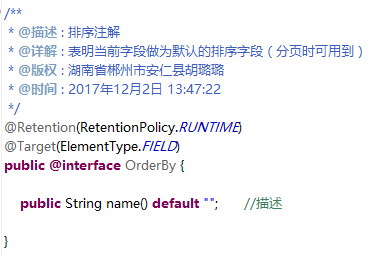 /**
 * @描述 : 排序注解
 * @详解 : 表明当前字段做为默认的排序字段（分页时可用到）
 * @版权 : 湖南省郴州市安仁县胡璐璐
 * @时间 : 2017年12月2日 13:47:22
 */
@Retention(RetentionPolicy.RUNTIME)
@Target(ElementType.FIELD)
public @interface OrderBy {
    public String name() default "";      //描述
}